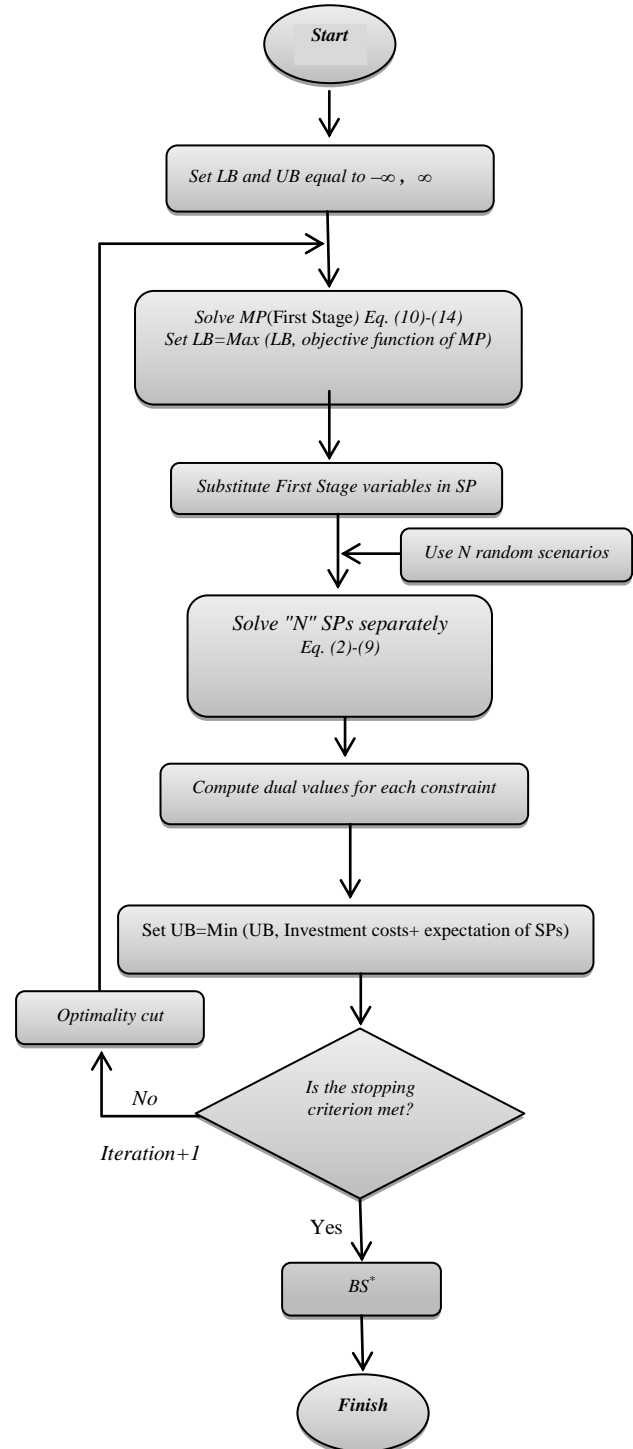 Start
Set LB and UB equal to −∞ , ∞
Solve MP(First Stage) Eq. (10)-(14)
Set LB=Max (LB, objective function of MP)
Substitute First Stage variables in SP
Use N random scenarios
Solve "N" SPs separately
Eq. (2)-(9)
Compute dual values for each constraint
Set UB=Min (UB, Investment costs+ expectation of SPs)
Optimality cut
Is the stopping
criterion met?
No
Iteration+1
Yes
BS*
Finish